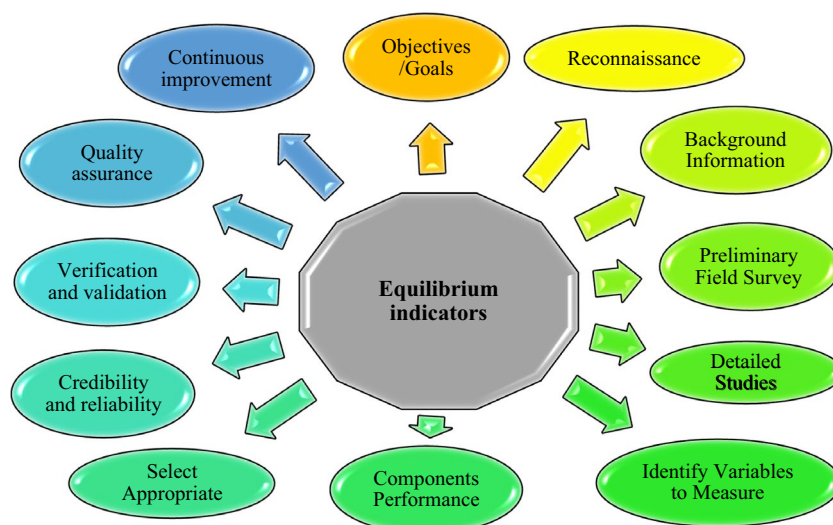 Objectives
/Goals
Reconnaissance
Background
Information
Preliminary
Field Survey
Detailed
Studies
Identify Variables
to Measure
Components
Performance
Select
Appropriate
Credibility
and reliability
Verification
and validation
Quality
assurance
Continuous
improvement
Equilibrium
indicators